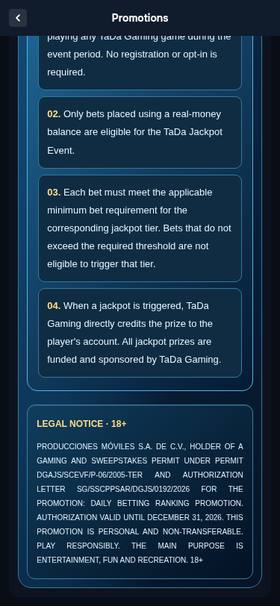 Promotions
playing any TaDa Gaming game during the
event period. No registration or opt-in is
required.
02. Only bets placed using a real-money
balance are eligible for the TaDa Jackpot
Event.
03. Each bet must meet the applicable
minimum bet requirement for the
corresponding jackpot tier. Bets that do not
exceed the required threshold are not
eligible to trigger that tier.
04. When a jackpot is triggered, TaDa
Gaming directly credits the prize to the
player's account. All jackpot prizes are
funded and sponsored by TaDa Gaming.
LEGAL NOTICE · 18+
PRODUCCIONES MÓVILES S.A. DE C.V., HOLDER OF A
GAMING AND SWEEPSTAKES PERMIT UNDER PERMIT
DGAJS/SCEVF/P-06/2005-TER AND AUTHORIZATION
LETTER SG/SSCPPSAR/DGJS/0192/2026 FOR THE
PROMOTION: DAILY BETTING RANKING PROMOTION.
AUTHORIZATION VALID UNTIL DECEMBER 31, 2026. THIS
PROMOTION IS PERSONAL AND NON-TRANSFERABLE.
PLAY RESPONSIBLY. THE MAIN PURPOSE IS
ENTERTAINMENT, FUN AND RECREATION. 18+